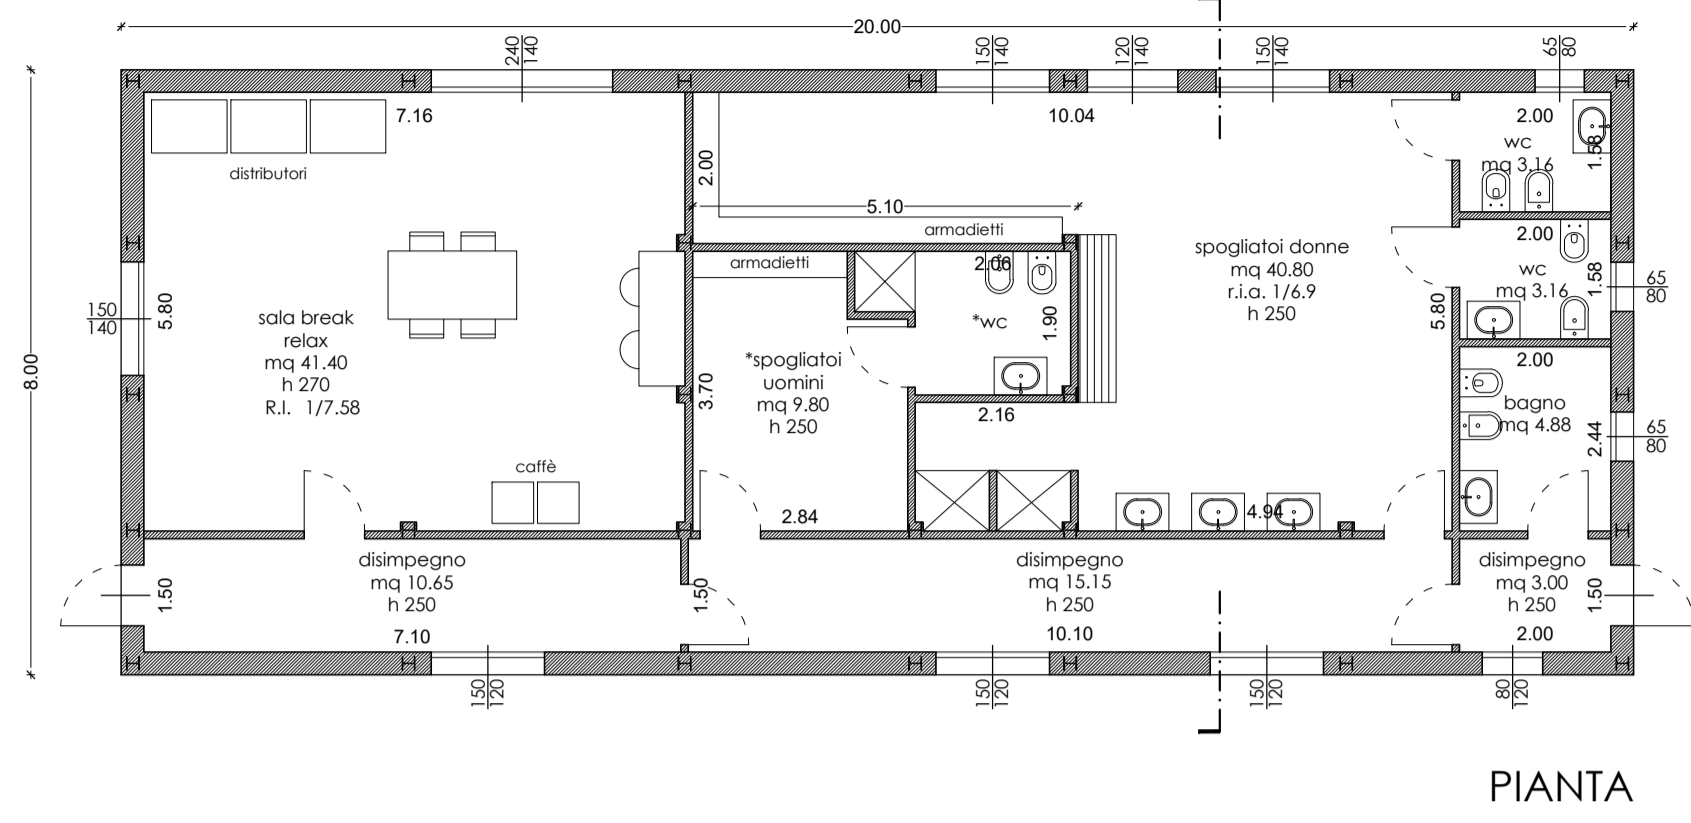 20.00
240
140
150
140
120
140
150
140
65
80
7.16
10.04
2.00
distributori
2.00
wc
mq 3.16
1.58
5.10
armadietti
armadietti
2.06
spogliatoi donne
mq 40.80
r.i.a. 1/6.9
h 250
2.00
wc
mq 3.16
1.58
65
80
150
140
5.80
8.00
sala break
relax
mq 41.40
h 270
R.I. 1/7.58
*wc
1.90
*spogliatoi
uomini
mq 9.80
h 250
3.70
2.16
5.80
2.00
bagno
mq 4.88
2.44
65
80
caffè
2.84
4.94
disimpegno
mq 10.65
h 250
1.50
7.10
1.50
disimpegno
mq 15.15
h 250
10.10
disimpegno
mq 3.00
h 250
1.50
2.00
150
120
150
120
150
120
80
120
PIANTA